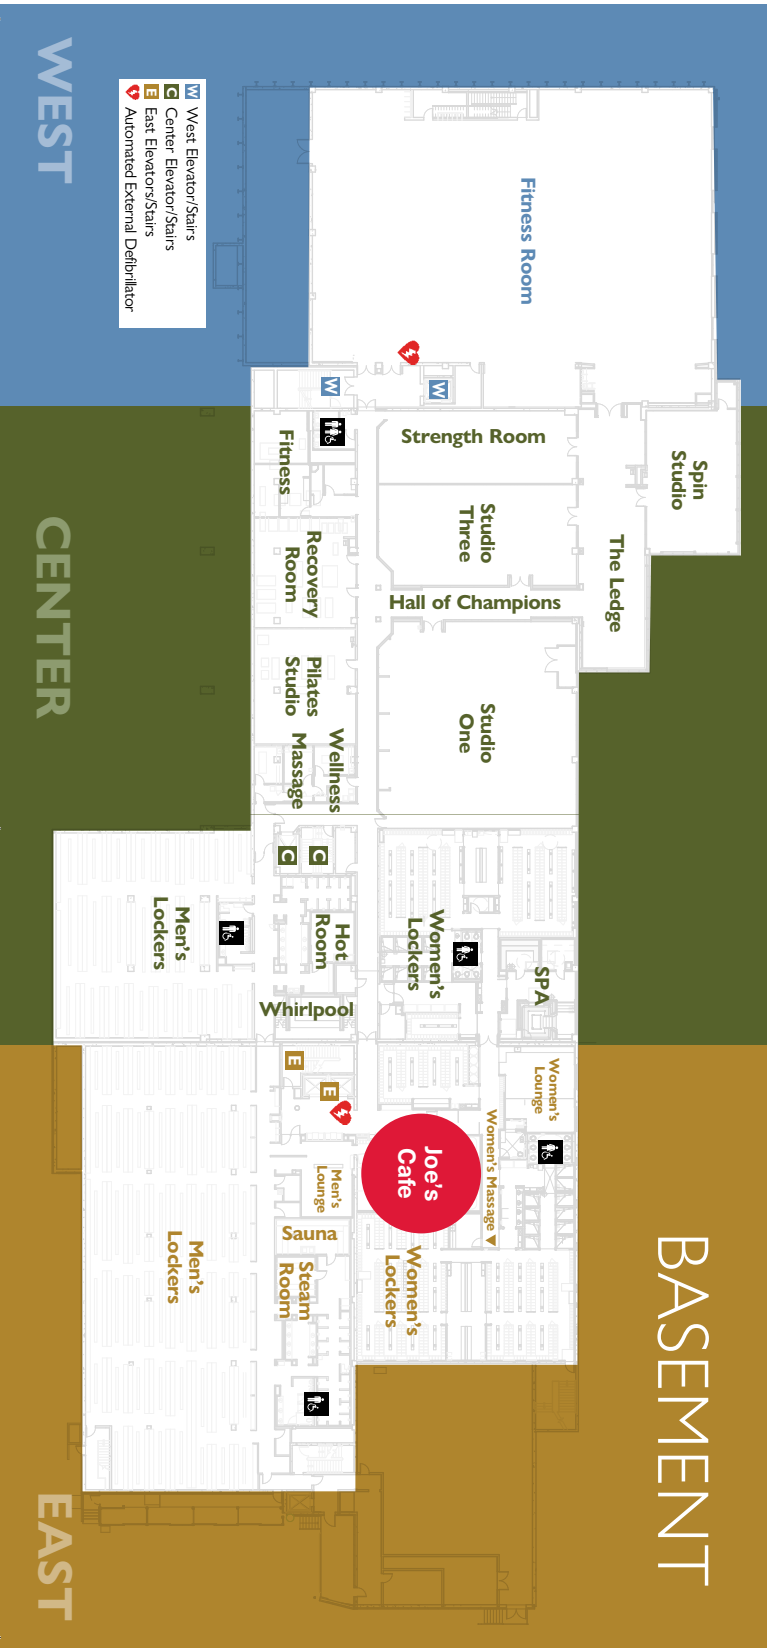 BASEMENT
WEST
CENTER
EAST
W West Elevator/Stairs
C Center Elevator/Stairs
E East Elevators/Stairs
Automated External Defibrillator
Fitness Room
W
W
Spin
Studio
The Ledge
Strength Room
Studio
Three
Hall of Champions
Studio
One
Fitness
Recovery
Room
Pilates
Studio
Wellness
Massage
C
C
Hot
Room
Whirlpool
Men's
Lockers
Women's
Lockers
SPA
E
E
Women's
Lounge
Women's Massage
Joe's
Cafe
Women's
Lockers
Men's
Lounge
Sauna
Steam
Room
Men's
Lockers